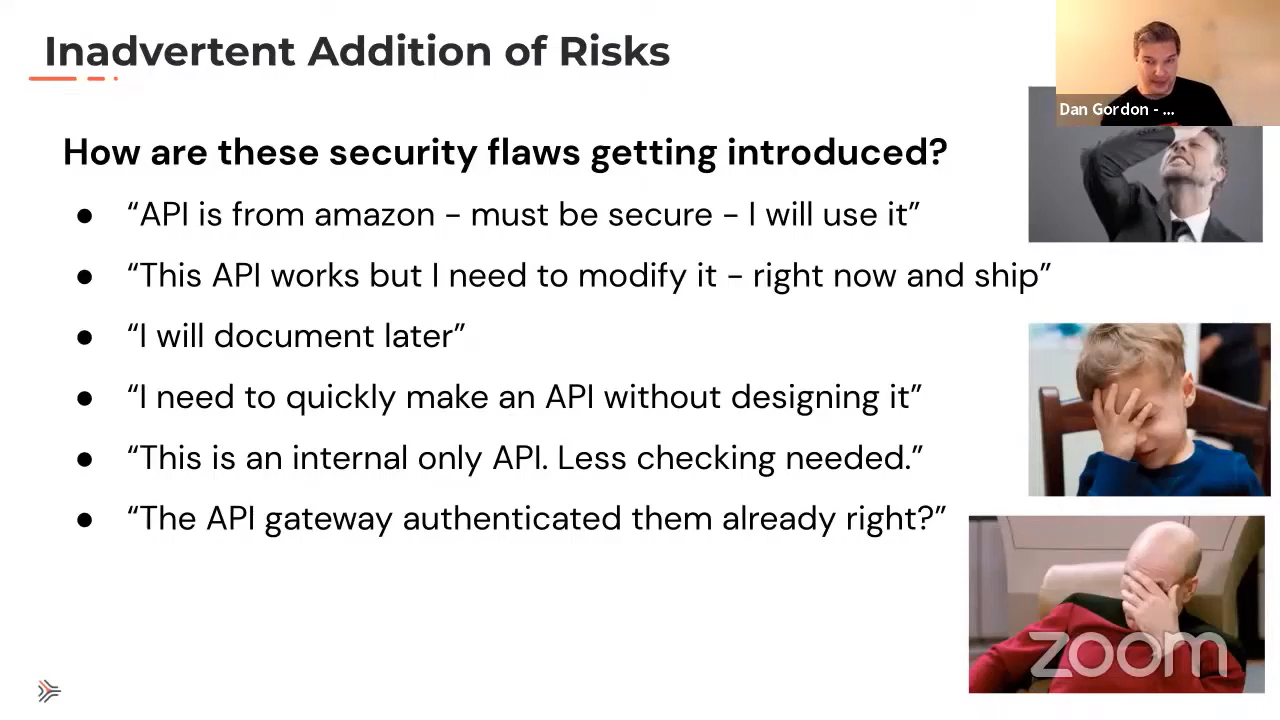 Inadvertent Addition of Risks
Dan Gordon - ...
How are these security flaws getting introduced?
● “API is from amazon - must be secure - I will use it”
● “This API works but I need to modify it - right now and ship”
● “I will document later”
● “I need to quickly make an API without designing it”
● “This is an internal only API. Less checking needed.”
● “The API gateway authenticated them already right?”
zoom